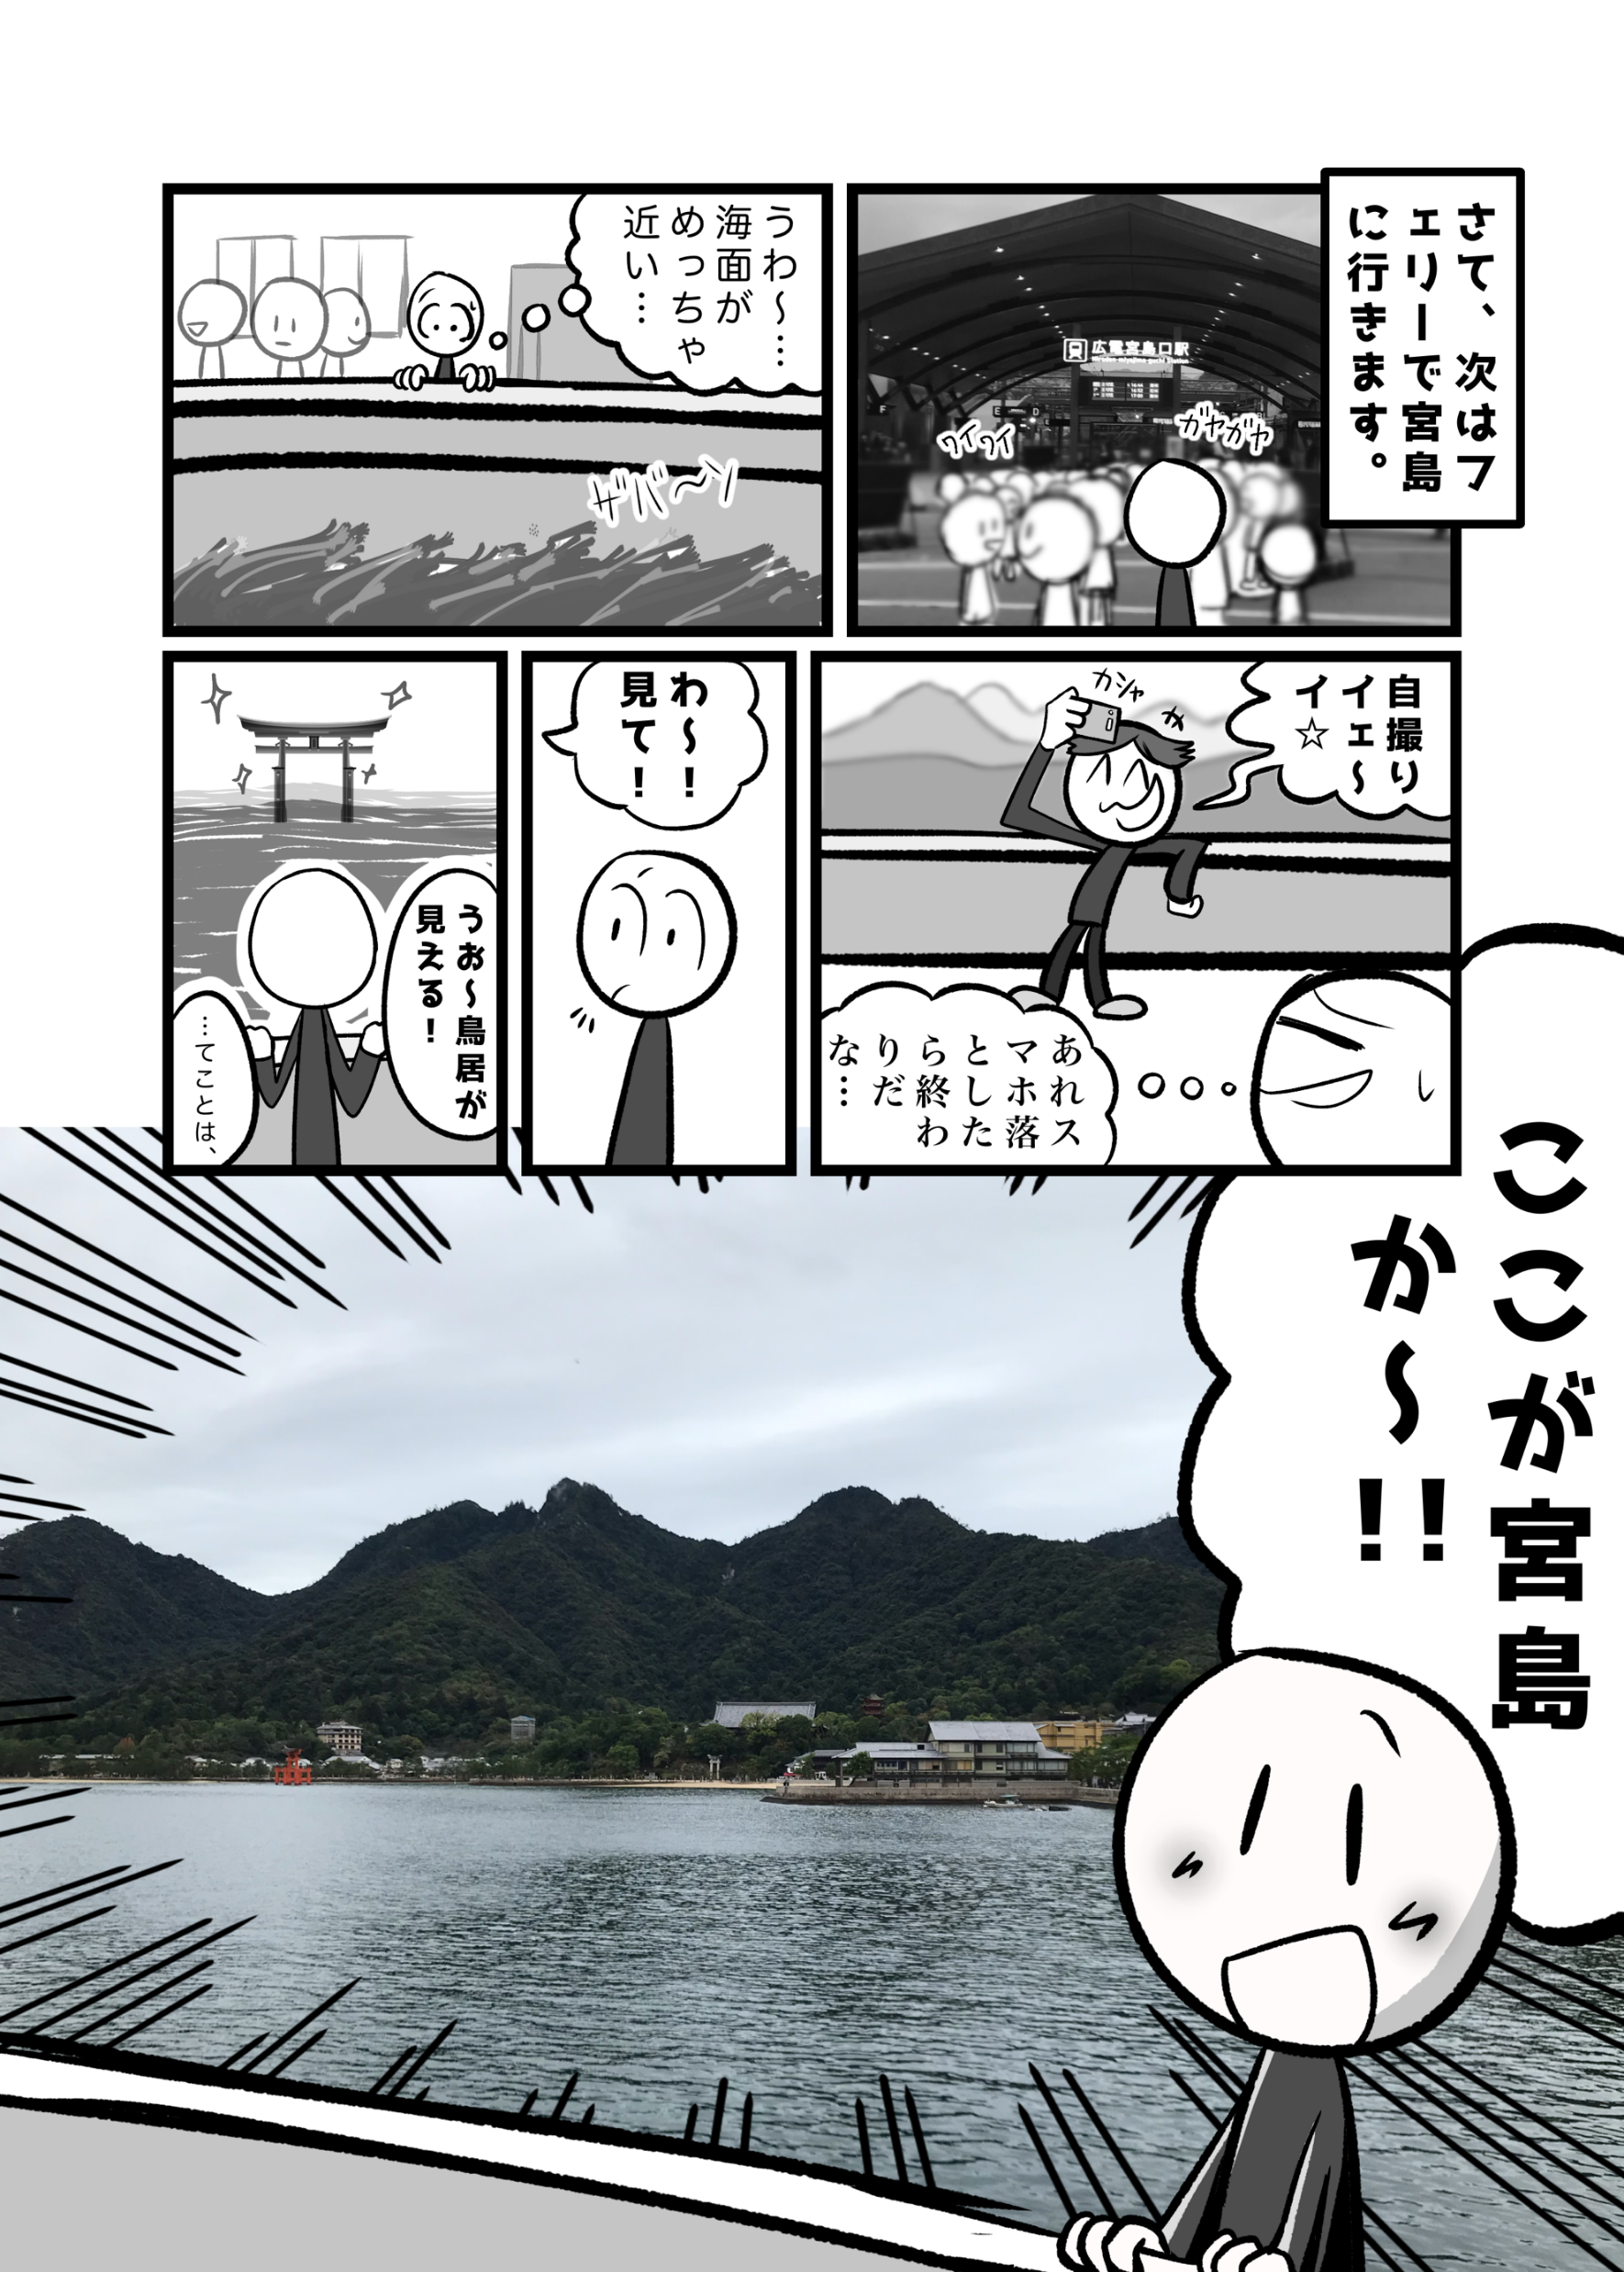 さて、次はフ
ェリーで宮島
に行きます。
広電宮島口駅
Hiroden-miyajima-guchi Station
F
E
D
ワイワイ
ガヤガヤ
うわ～…
海面が
めっちゃ
近い…
ザバ～ン
自撮り
イェ～
イ☆
カシャ
あれス
マホ落
とした
ら終わ
りだ
な…
わ～！
見て！
うお～鳥居が
見える！
…てことは、
ここが宮島
か～!!